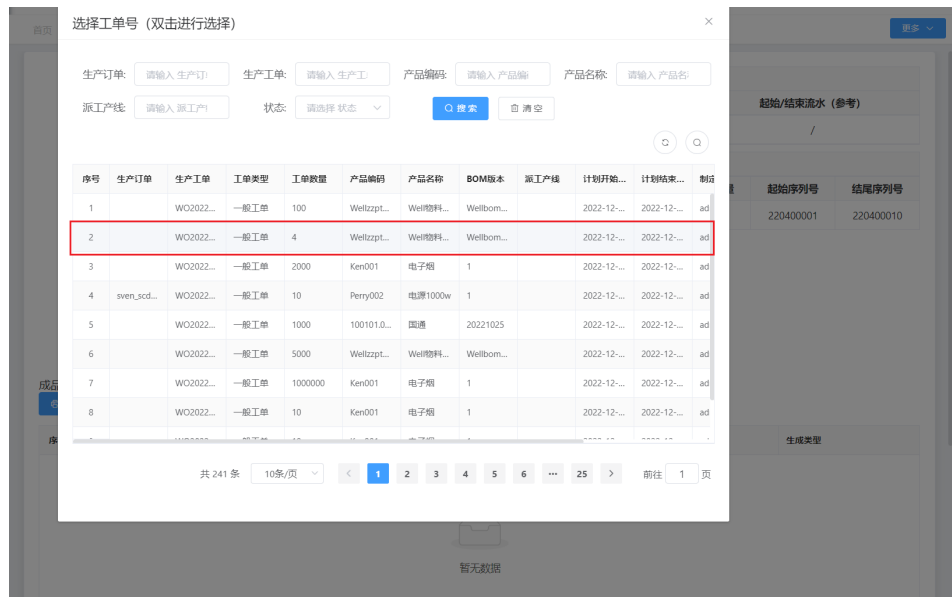 选择工单号（双击进行选择）
首页
更多
生产订单: 请输入 生产订 生产工单: 请输入 生产工 产品编码: 请输入 产品编 产品名称: 请输入 产品名
派工产线: 请输入 派工产 状态: 请选择 状态 搜 索 清 空
起始/结束流水（参考）
/
序号 生产订单 生产工单 工单类型 工单数量 产品编码 产品名称 BOM版本 派工产线 计划开始... 计划结束... 制定
起始序列号 结尾序列号
1 WO2022... 一般工单 100 Wellzzpt... Well物料... Wellbom... 2022-12-... 2022-12-... ad
220400001 220400010
2 WO2022... 一般工单 4 Wellzzpt... Well物料... Wellbom... 2022-12-... 2022-12-... ad
3 WO2022... 一般工单 2000 Ken001 电子烟 1 2022-12-... 2022-12-... ad
4 sven_scd... WO2022... 一般工单 10 Perry002 电源1000w 1 2022-12-... 2022-12-... ad
5 WO2022... 一般工单 1000 100101.0... 国通 20221025 2022-12-... 2022-12-... ad
6 WO2022... 一般工单 5000 Wellzzpt... Well物料... Wellbom... 2022-12-... 2022-12-... ad
7 WO2022... 一般工单 1000000 Ken001 电子烟 1 2022-12-... 2022-12-... ad
成品
8 WO2022... 一般工单 10 Ken001 电子烟 1 2022-12-... 2022-12-... ad
序
生成类型
共 241 条 10条/页 1 2 3 4 5 6 ... 25 前往 1 页
暂无数据